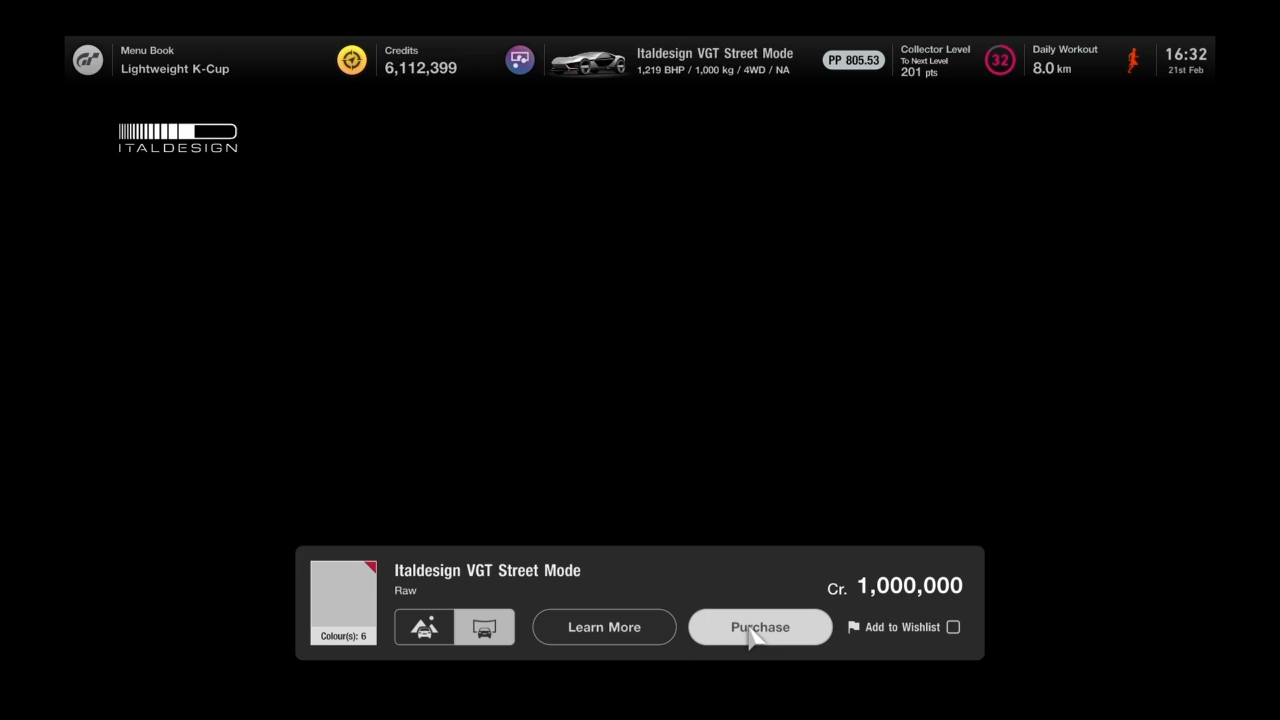 Menu Book
Lightweight K-Cup
Credits
6,112,399
Italdesign VGT Street Mode
1,219 BHP / 1,000 kg / 4WD / NA
PP 805.53
Collector Level
To Next Level
201 pts
32
Daily Workout
8.0 km
16:32
21st Feb
ITALDESIGN
Italdesign VGT Street Mode
Raw
Cr. 1,000,000
Colour(s): 6
Learn More
Purchase
Add to Wishlist